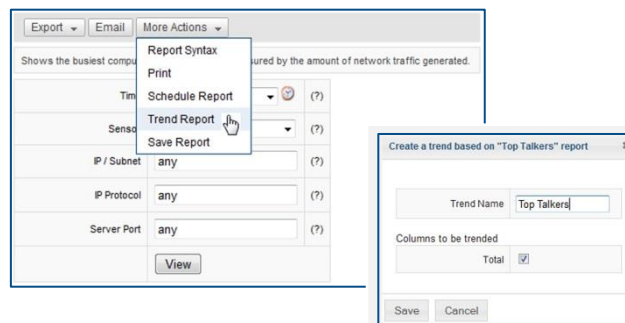 Export Email More Actions
Report Syntax
Shows the busiest compu ured by the amount of network traffic generated.
Print
Tim Schedule Report (?)
Trend Report
Senso (?)
Save Report
IP / Subnet any (?)
IP Protocol any (?)
Server Port any (?)
View
Create a trend based on "Top Talkers" report
Trend Name Top Talkers
Columns to be trended
Total
Save Cancel